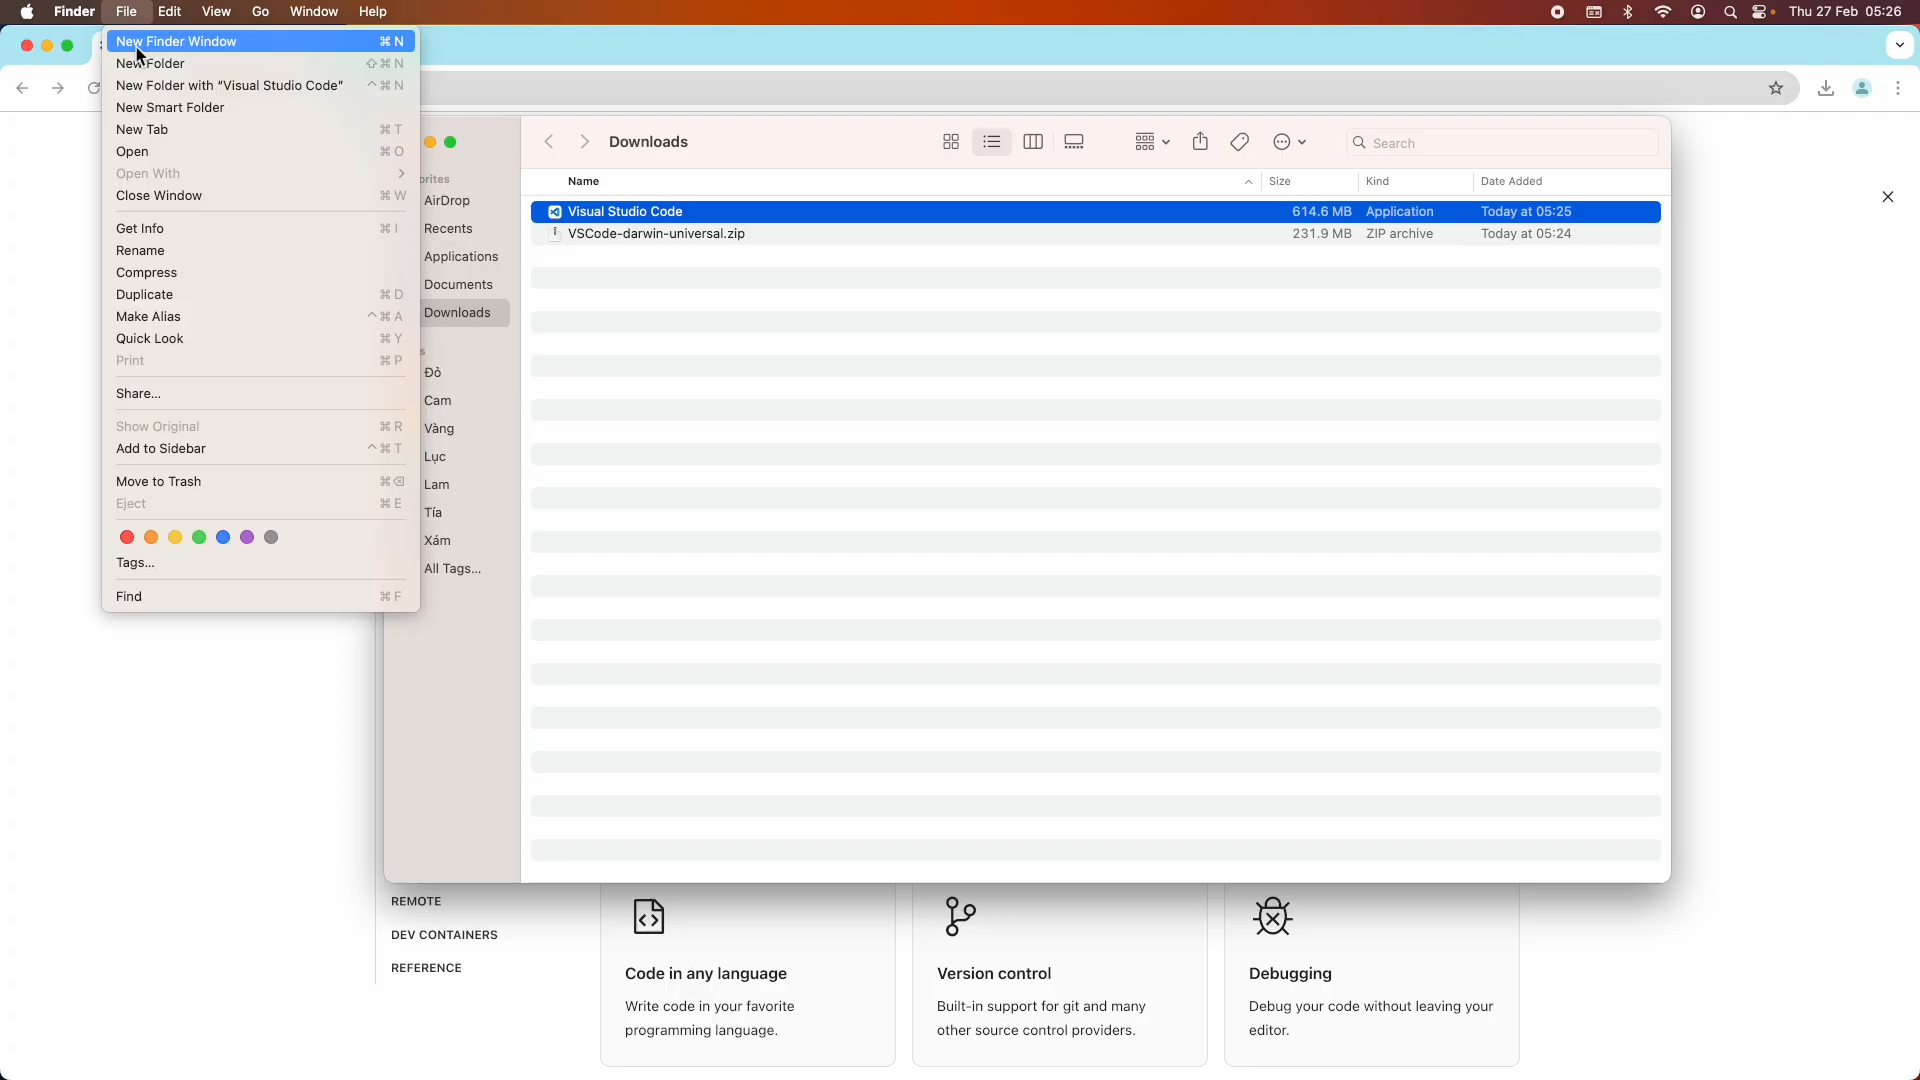 Finder File Edit View Go Window Help Thu 27 Feb 05:26
New Finder Window ⌘ N
New Folder ⇧ ⌘ N
New Folder with “Visual Studio Code” ^ ⌘ N
New Smart Folder
New Tab ⌘ T
Open ⌘ O
Open With
Close Window ⌘ W
Get Info ⌘ I
Rename
Compress
Duplicate ⌘ D
Make Alias ^ ⌘ A
Quick Look ⌘ Y
Print ⌘ P
Share...
Show Original ⌘ R
Add to Sidebar ^ ⌘ T
Move to Trash ⌘ ⌫
Eject ⌘ E
Tags...
Find ⌘ F
AirDrop
Recents
Applications
Documents
Downloads
Đỏ
Cam
Vàng
Lục
Lam
Tía
Xám
All Tags...
Downloads
Search
Name Size Kind Date Added
Visual Studio Code 614.6 MB Application Today at 05:25
VSCode-darwin-universal.zip 231.9 MB ZIP archive Today at 05:24
REMOTE
DEV CONTAINERS
REFERENCE
Code in any language
Write code in your favorite
programming language.
Version control
Built-in support for git and many
other source control providers.
Debugging
Debug your code without leaving your
editor.